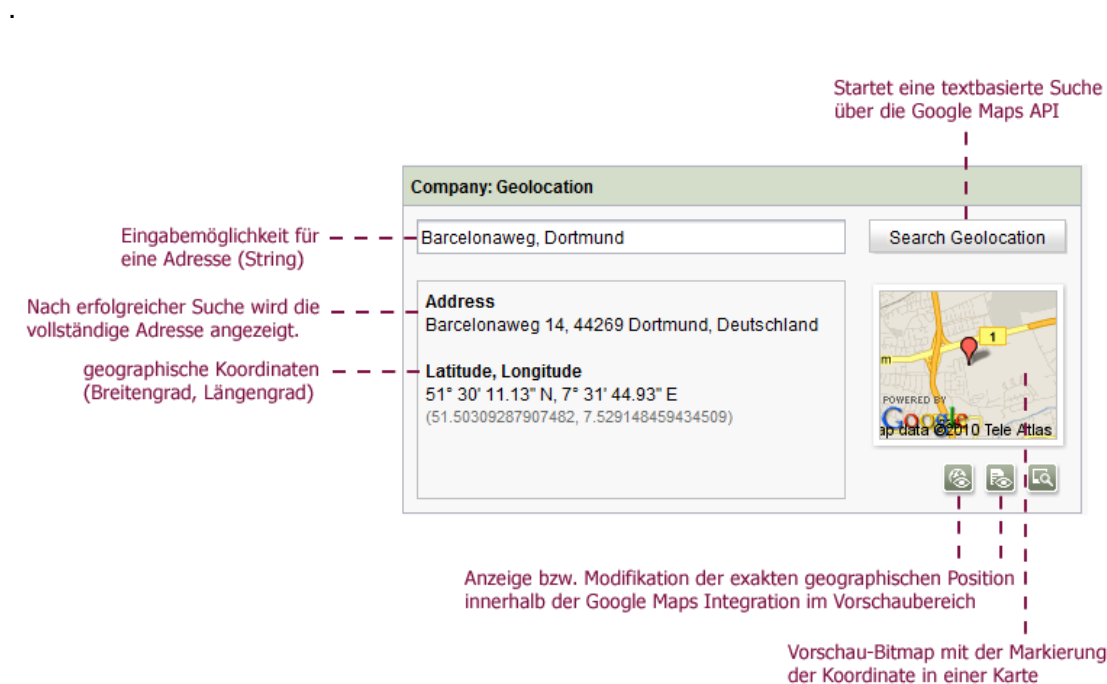 .
Startet eine textbasierte Suche
über die Google Maps API
Company: Geolocation
Eingabemöglichkeit für
eine Adresse (String)
Barcelonaweg, Dortmund
Search Geolocation
Nach erfolgreicher Suche wird die
vollständige Adresse angezeigt.
Address
Barcelonaweg 14, 44269 Dortmund, Deutschland
geographische Koordinaten
(Breitengrad, Längengrad)
Latitude, Longitude
51° 30' 11.13" N, 7° 31' 44.93" E
(51.50309287907482, 7.529148459434509)
1
m
POWERED BY
Google
ap data ©2010 Tele Atlas
Anzeige bzw. Modifikation der exakten geographischen Position
innerhalb der Google Maps Integration im Vorschaubereich
Vorschau-Bitmap mit der Markierung
der Koordinate in einer Karte